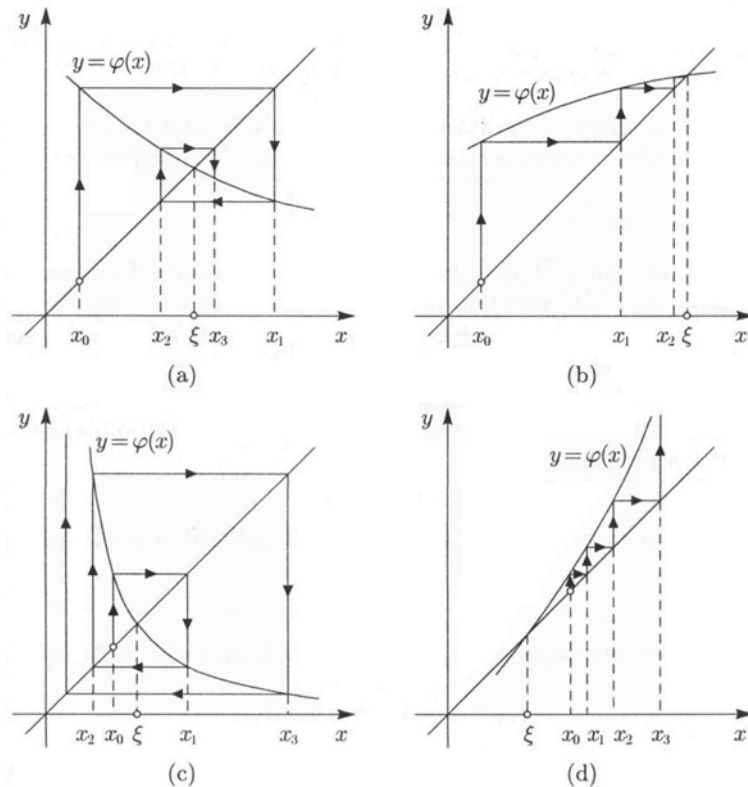 y
y = φ(x)
x₀
x₂
ξ
x₃
x₁
x
(a)
y
y = φ(x)
x₀
x₁
x₂
ξ
x
(b)
y
y = φ(x)
x₂
x₀
ξ
x₁
x₃
x
(c)
y
y = φ(x)
ξ
x₀
x₁
x₂
x₃
x
(d)